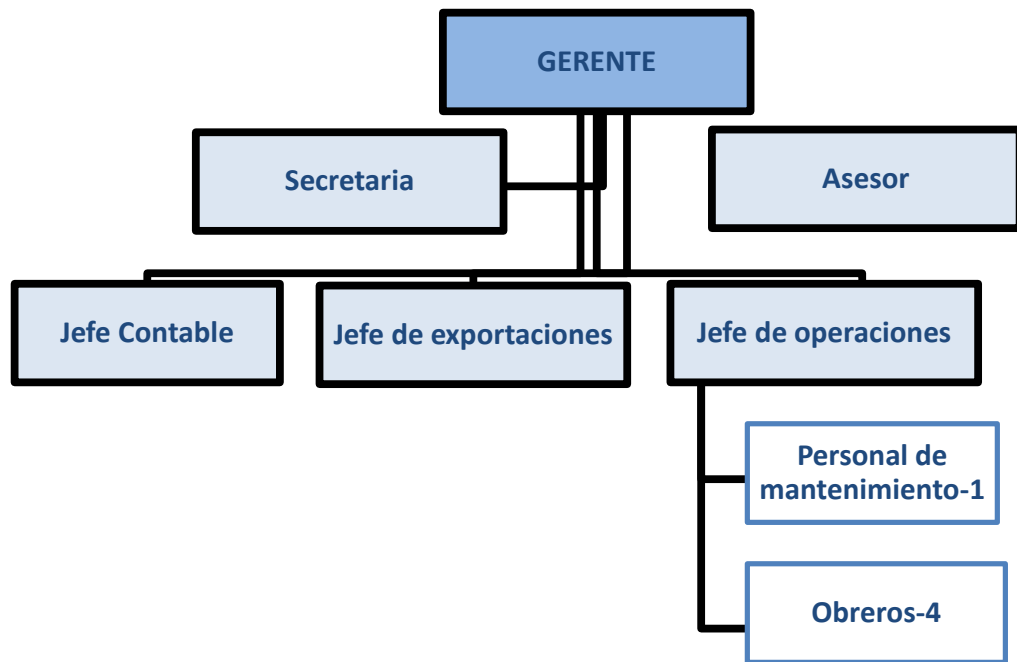 GERENTE
Secretaria
Asesor
Jefe Contable
Jefe de exportaciones
Jefe de operaciones
Personal de
mantenimiento-1
Obreros-4